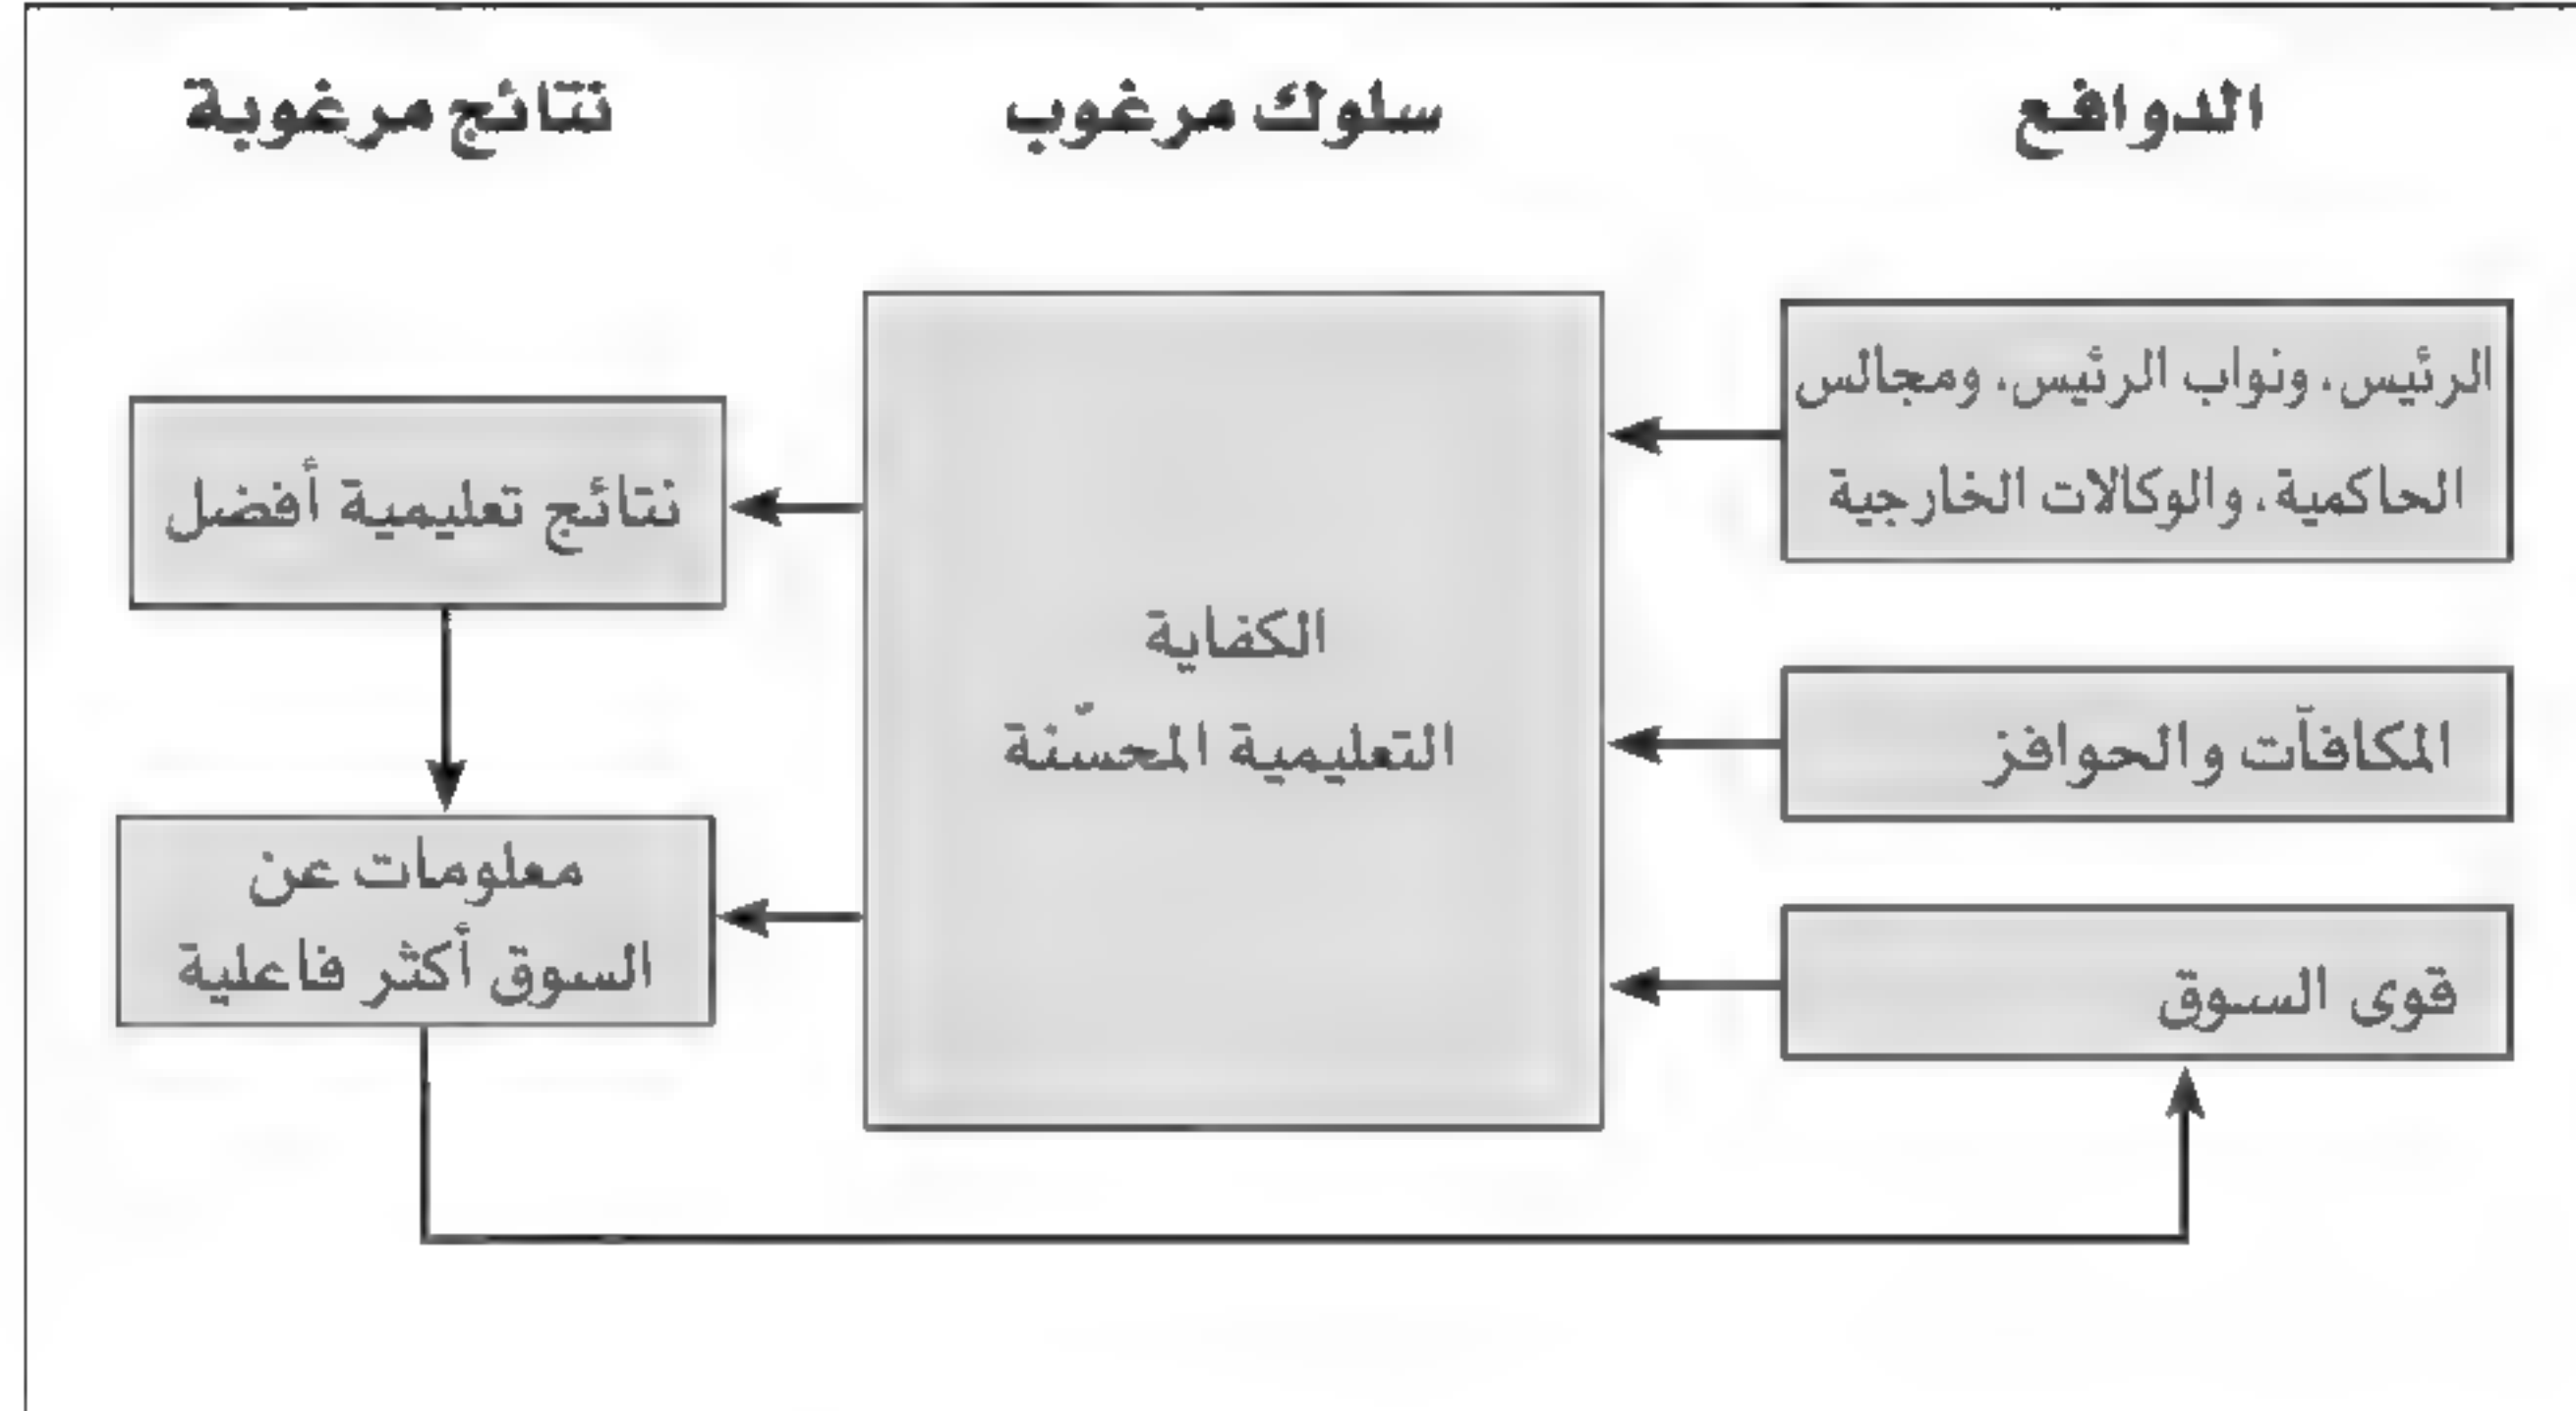 الدوافع
سلوك مرغوب
نتائج مرغوبة
الرئيس، ونواب الرئيس، ومجالس
الحاكمية، والوكالات الخارجية
المكافآت والحوافز
قوى السوق
الكفاية
التعليمية المحسّنة
نتائج تعليمية أفضل
معلومات عن
السوق أكثر فاعلية